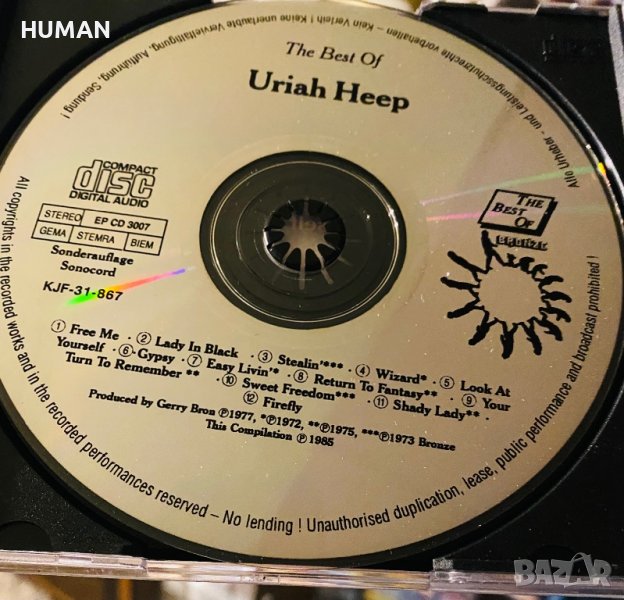 HUMAN
Alle Urheber - und Leistungsschutzrechte vorbehalten – Kein Verleih ! Keine unerlaubte Vervielfältigung, Aufführung, Sendung !
The Best Of
Uriah Heep
COMPACT
disc
DIGITAL AUDIO
STEREO EP CD 3007
GEMA STEMRA BIEM
Sonderauflage
Sonocord
KJF-31-867
THE
BEST
OF
BRONZE
① Free Me · ② Lady In Black ③ Stealin'*** ④ Wizard* · ⑤ Look At
Yourself · ⑥ Gypsy · ⑦ Easy Livin'* ⑧ Return To Fantasy** · ⑨ Your
Turn To Remember ** ⑩ Sweet Freedom*** ⑪ Shady Lady** ·
⑫ Firefly
Produced by Gerry Bron ℗1977, *℗1972, **℗1975, ***℗1973 Bronze
This Compilation ℗ 1985
All copyrights in the recorded works and in the recorded performances reserved – No lending ! Unauthorised duplication, lease, public performance and broadcast prohibited !
BAZAR